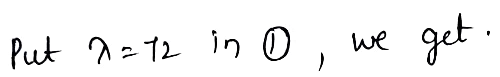 Put λ = 72 in ①, we get.